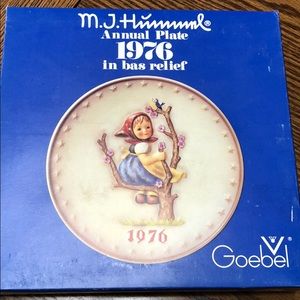 M.J.Hummel®
Annual Plate
1976
in bas relief
1976
Goebel®